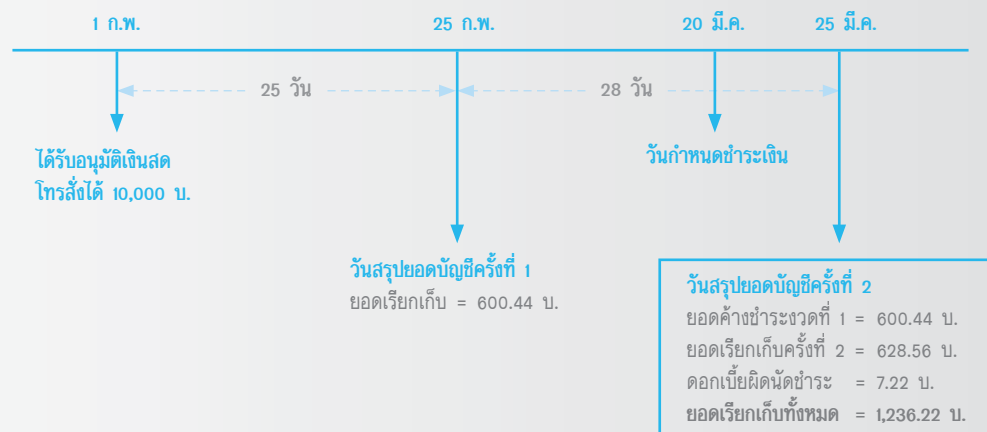 1 ก.พ. 25 ก.พ. 20 มี.ค. 25 มี.ค.
25 วัน 28 วัน
ได้รับอนุมัติเงินสด
โทรสั่งได้ 10,000 บ.
วันกำหนดชำระเงิน
วันสรุปยอดบัญชีครั้งที่ 1
ยอดเรียกเก็บ = 600.44 บ.
วันสรุปยอดบัญชีครั้งที่ 2
ยอดค้างชำระงวดที่ 1 = 600.44 บ.
ยอดเรียกเก็บครั้งที่ 2 = 628.56 บ.
ดอกเบี้ยผิดนัดชำระ = 7.22 บ.
ยอดเรียกเก็บทั้งหมด = 1,236.22 บ.